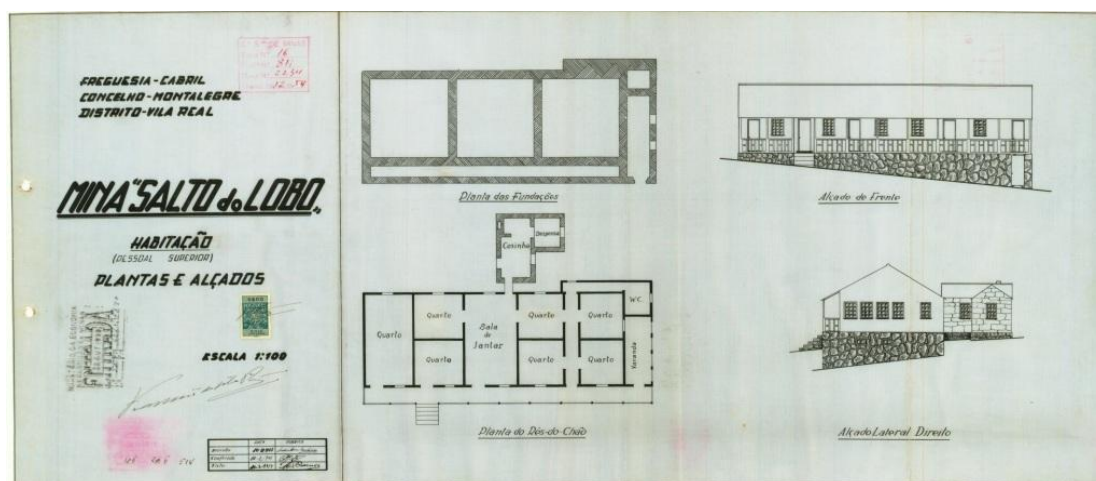 FREGUESIA-CABRIL
CONCELHO-MONTALEGRE
DISTRITO-VILA REAL
MINA "SALTO do LOBO"
HABITAÇÃO
(PESSOAL SUPERIOR)
PLANTAS E ALÇADOS
ESCALA 1:100
Planta das Fundações
Cosinha
Despensa
Quarto
Quarto
Sala de Jantar
Quarto
Quarto
W.C.
Quarto
Quarto
Quarto
Varanda
Planta do Rés-do-Chão
Alçado de Frente
Alçado Lateral Direito